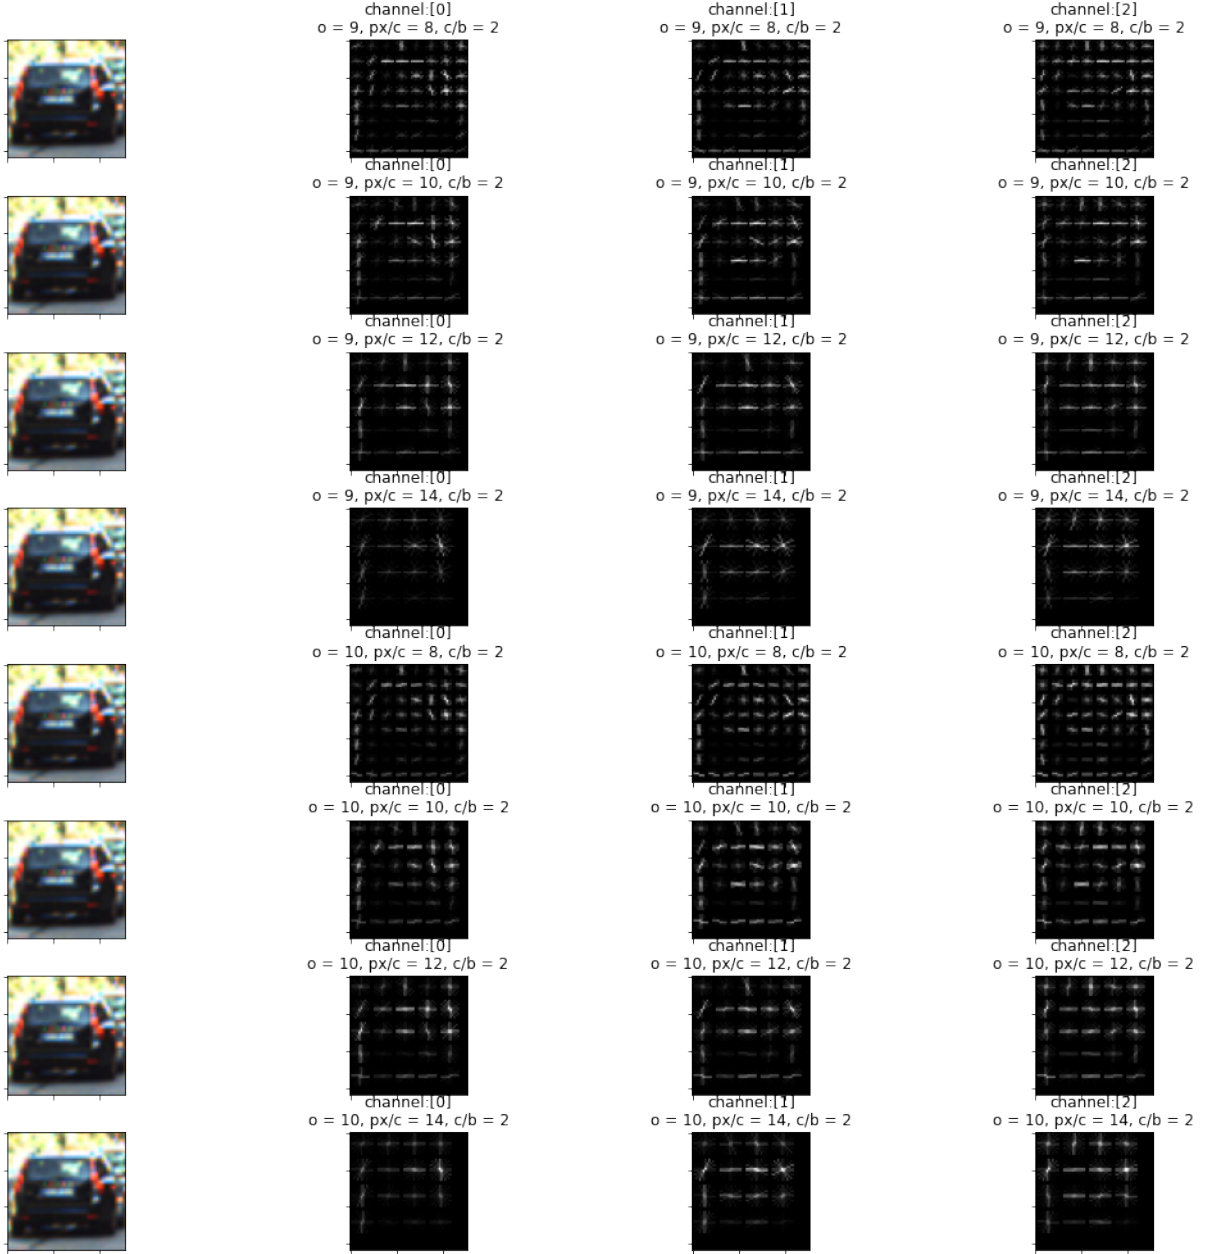 channel:[0]
o = 9, px/c = 8, c/b = 2
channel:[1]
o = 9, px/c = 8, c/b = 2
channel:[2]
o = 9, px/c = 8, c/b = 2
channel:[0]
o = 9, px/c = 10, c/b = 2
channel:[1]
o = 9, px/c = 10, c/b = 2
channel:[2]
o = 9, px/c = 10, c/b = 2
channel:[0]
o = 9, px/c = 12, c/b = 2
channel:[1]
o = 9, px/c = 12, c/b = 2
channel:[2]
o = 9, px/c = 12, c/b = 2
channel:[0]
o = 9, px/c = 14, c/b = 2
channel:[1]
o = 9, px/c = 14, c/b = 2
channel:[2]
o = 9, px/c = 14, c/b = 2
channel:[0]
o = 10, px/c = 8, c/b = 2
channel:[1]
o = 10, px/c = 8, c/b = 2
channel:[2]
o = 10, px/c = 8, c/b = 2
channel:[0]
o = 10, px/c = 10, c/b = 2
channel:[1]
o = 10, px/c = 10, c/b = 2
channel:[2]
o = 10, px/c = 10, c/b = 2
channel:[0]
o = 10, px/c = 12, c/b = 2
channel:[1]
o = 10, px/c = 12, c/b = 2
channel:[2]
o = 10, px/c = 12, c/b = 2
channel:[0]
o = 10, px/c = 14, c/b = 2
channel:[1]
o = 10, px/c = 14, c/b = 2
channel:[2]
o = 10, px/c = 14, c/b = 2